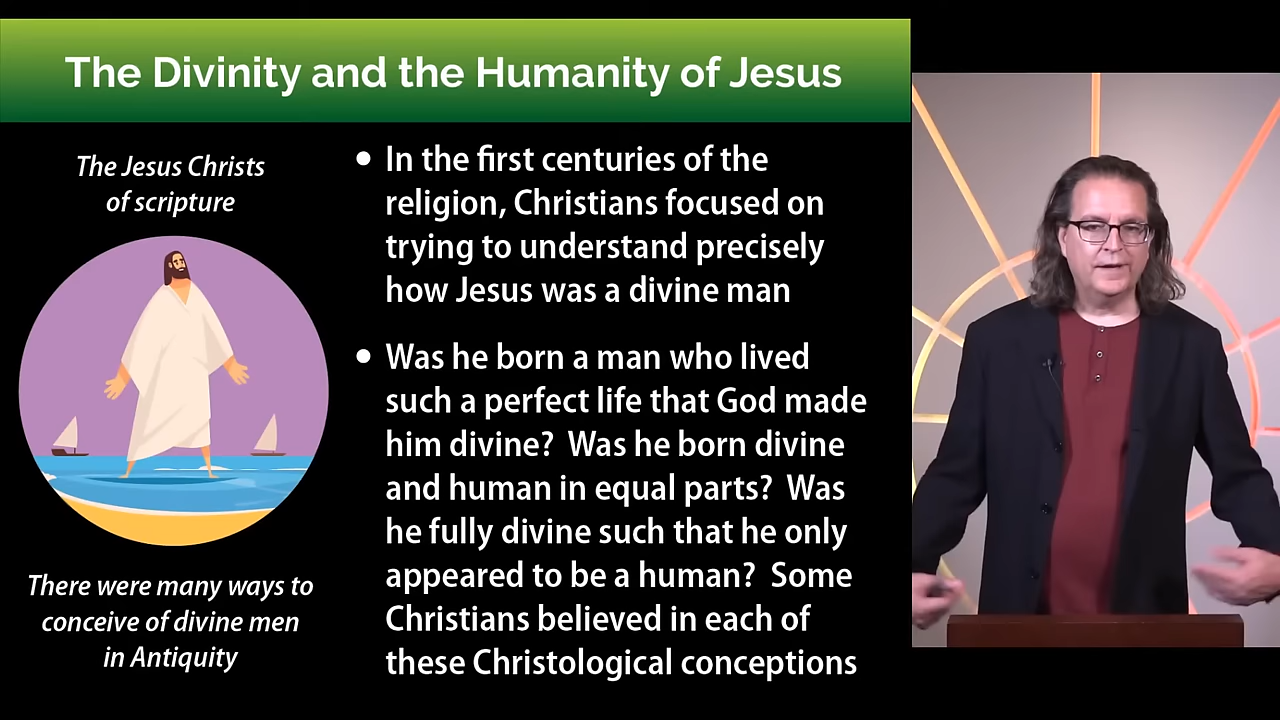 The Divinity and the Humanity of Jesus
The Jesus Christs
of scripture
There were many ways to
conceive of divine men
in Antiquity
• In the first centuries of the
religion, Christians focused on
trying to understand precisely
how Jesus was a divine man
• Was he born a man who lived
such a perfect life that God made
him divine?  Was he born divine
and human in equal parts?  Was
he fully divine such that he only
appeared to be a human?  Some
Christians believed in each of
these Christological conceptions